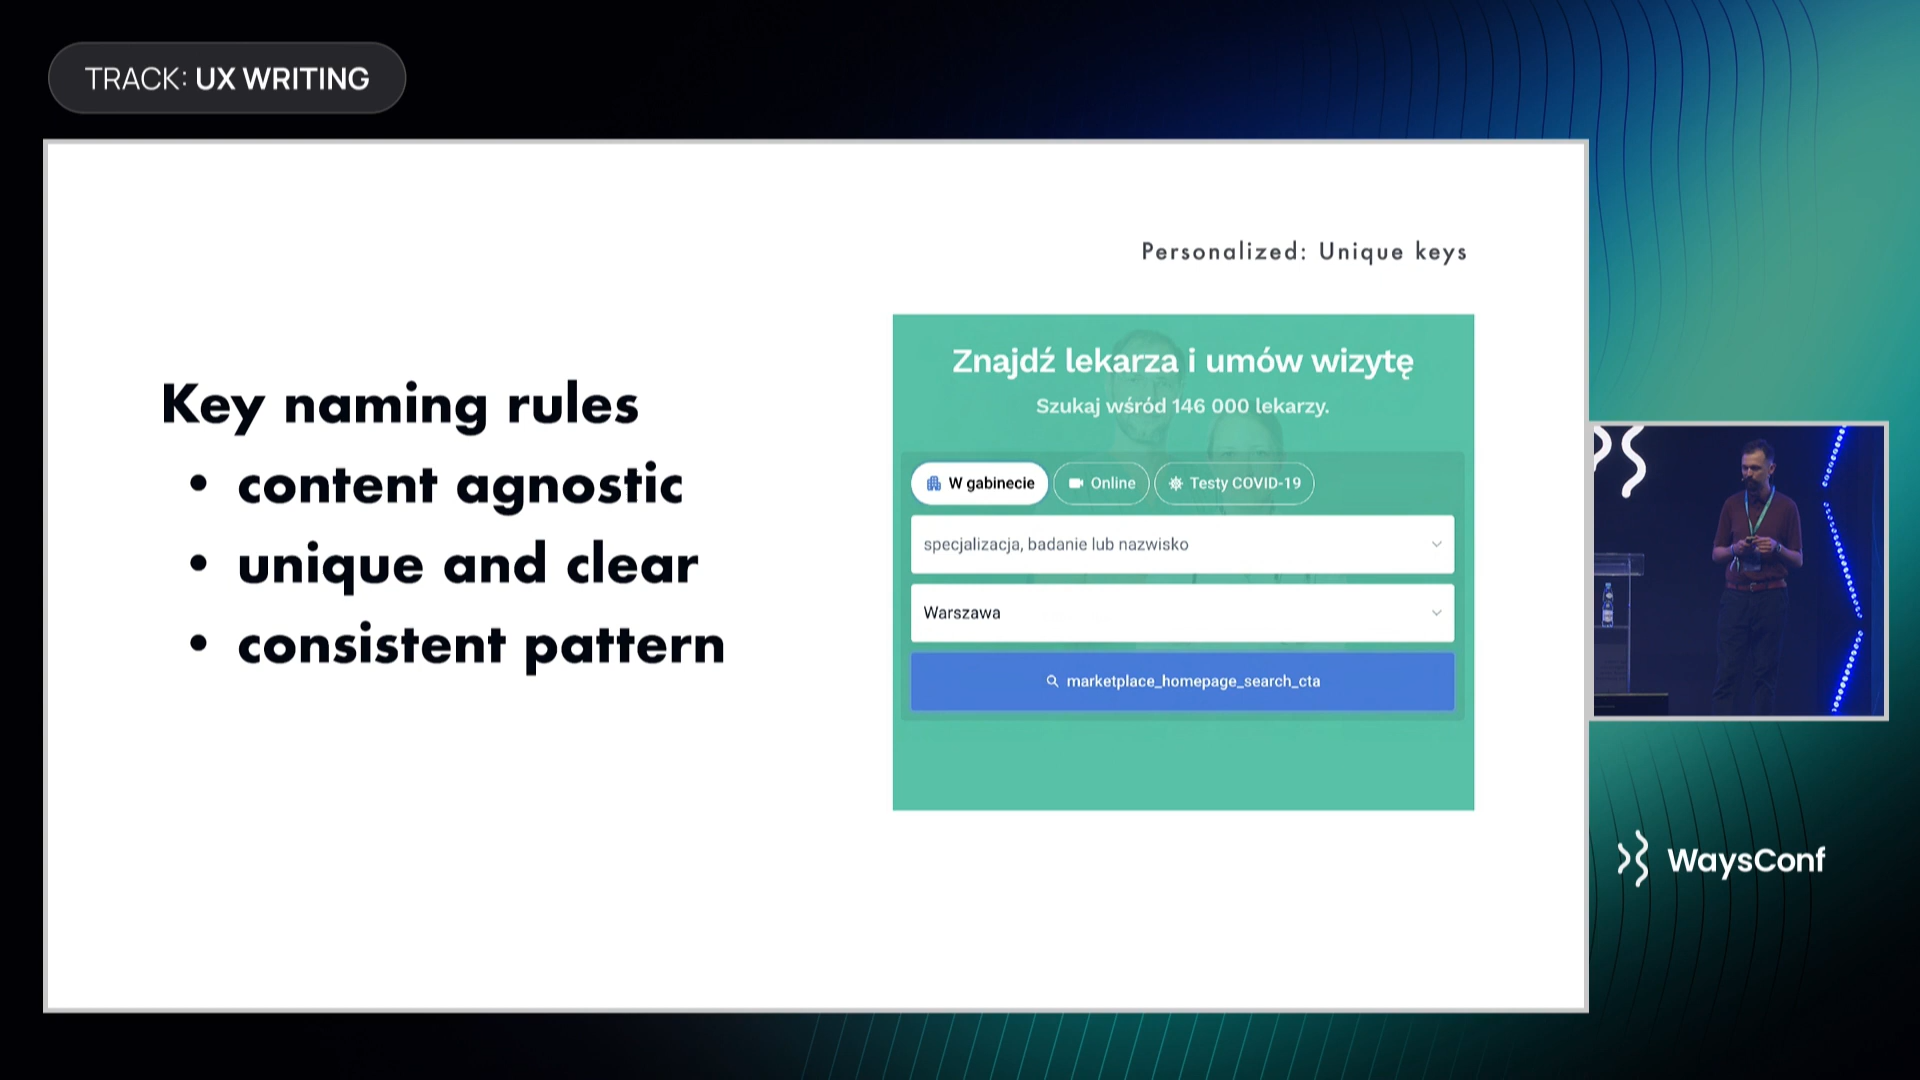 TRACK: UX WRITING
Personalized: Unique keys
Key naming rules
• content agnostic
• unique and clear
• consistent pattern
Znajdź lekarza i umów wizytę
Szukaj wśród 146 000 lekarzy.
W gabinecie
Online
Testy COVID-19
specjalizacja, badanie lub nazwisko
Warszawa
marketplace_homepage_search_cta
WaysConf